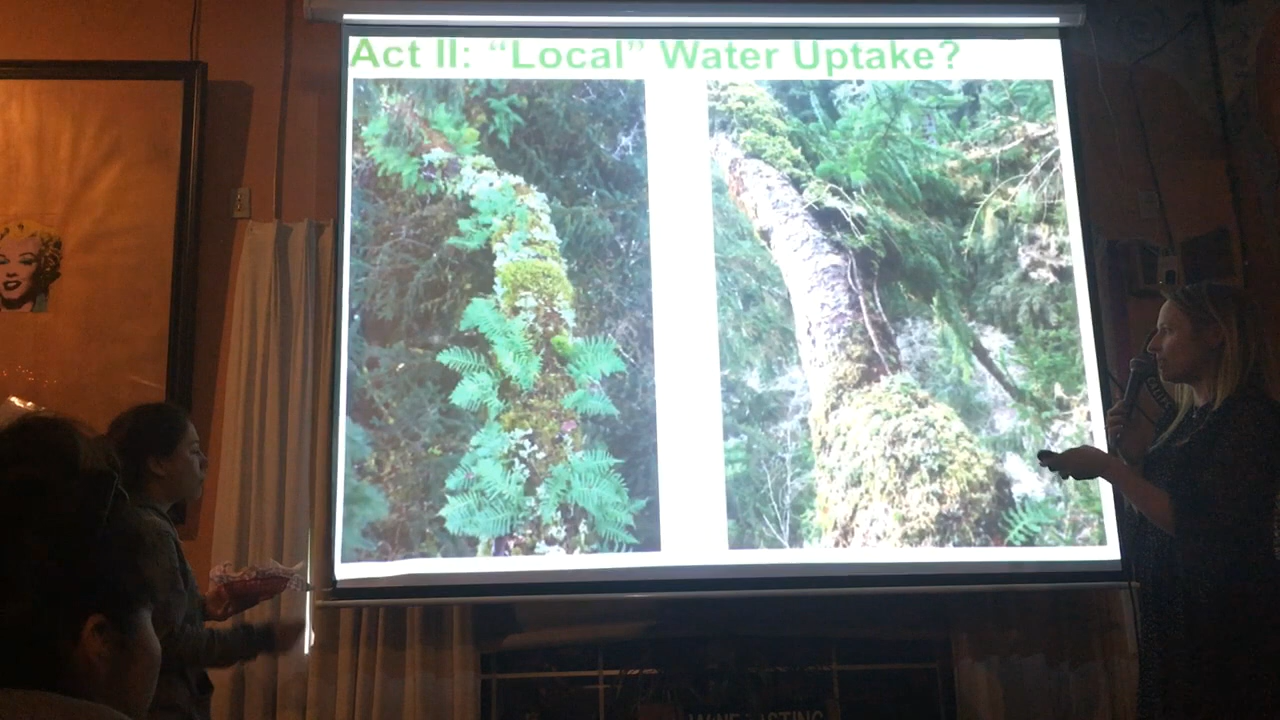 Act II: “Local” Water Uptake?